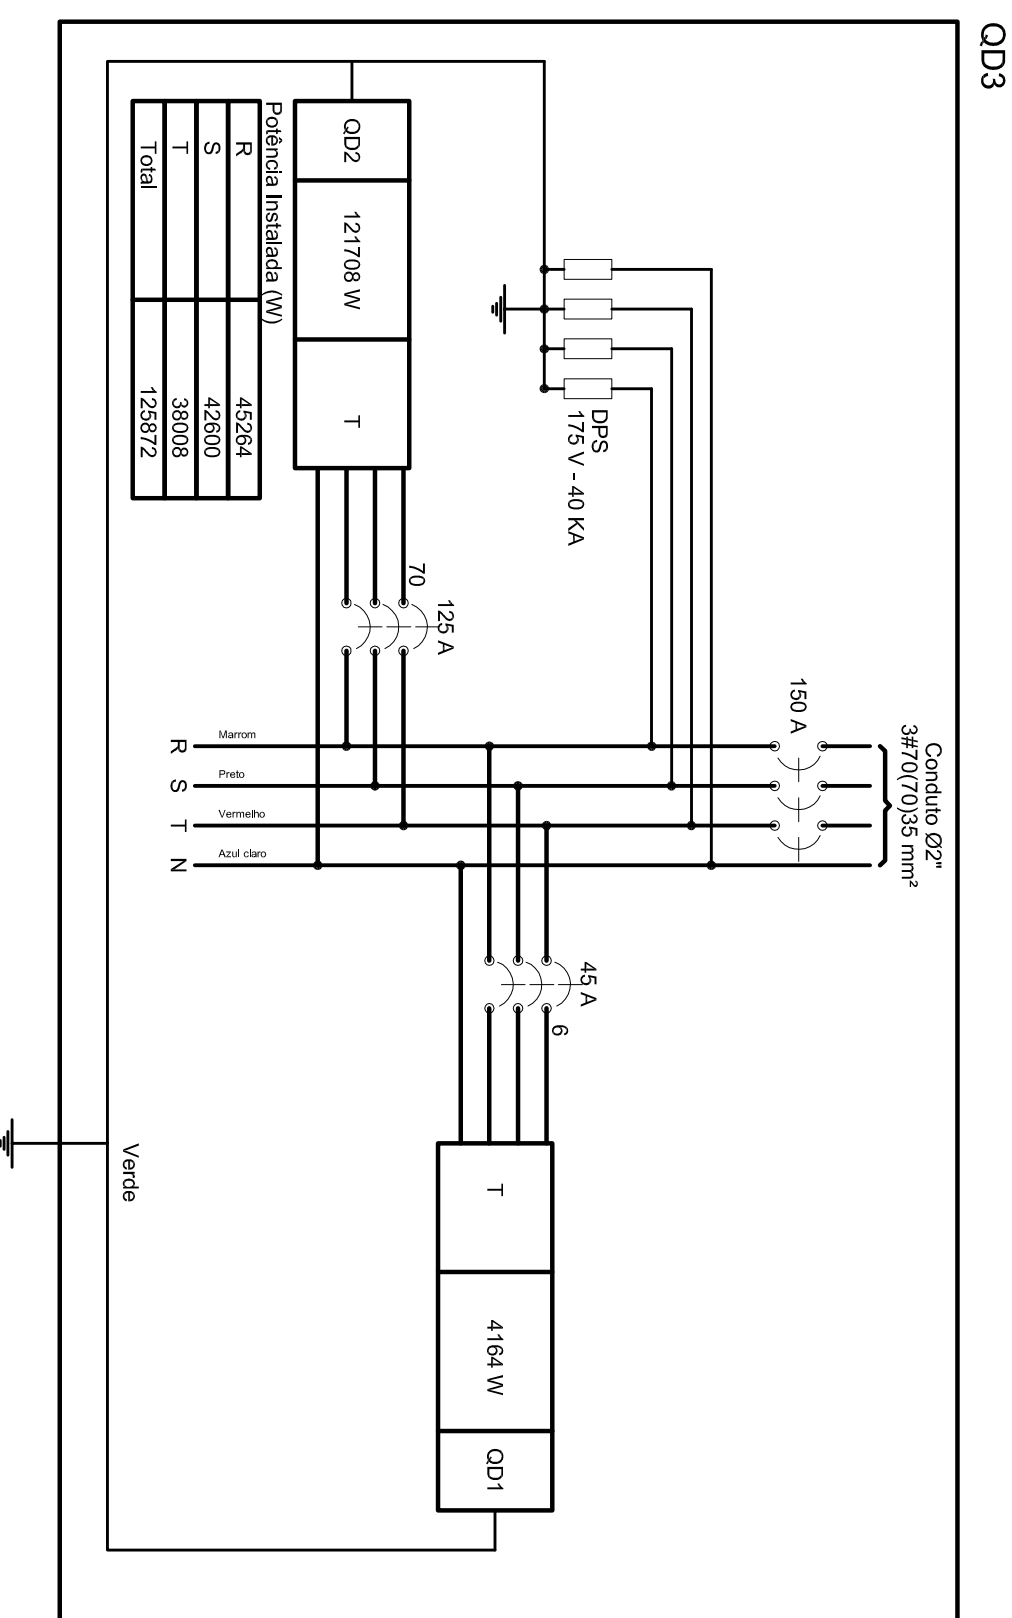 QD3
Conduto Ø2"
3#70(70)35 mm²
150 A
DPS
175 V - 40 KA
125 A
70
QD2
121708 W
T
45 A
6
T
4164 W
QD1
Marrom
R
Preto
S
Vermelho
T
Azul claro
N
Potência Instalada (W)
R 45264
S 42600
T 38008
Total 125872
Verde